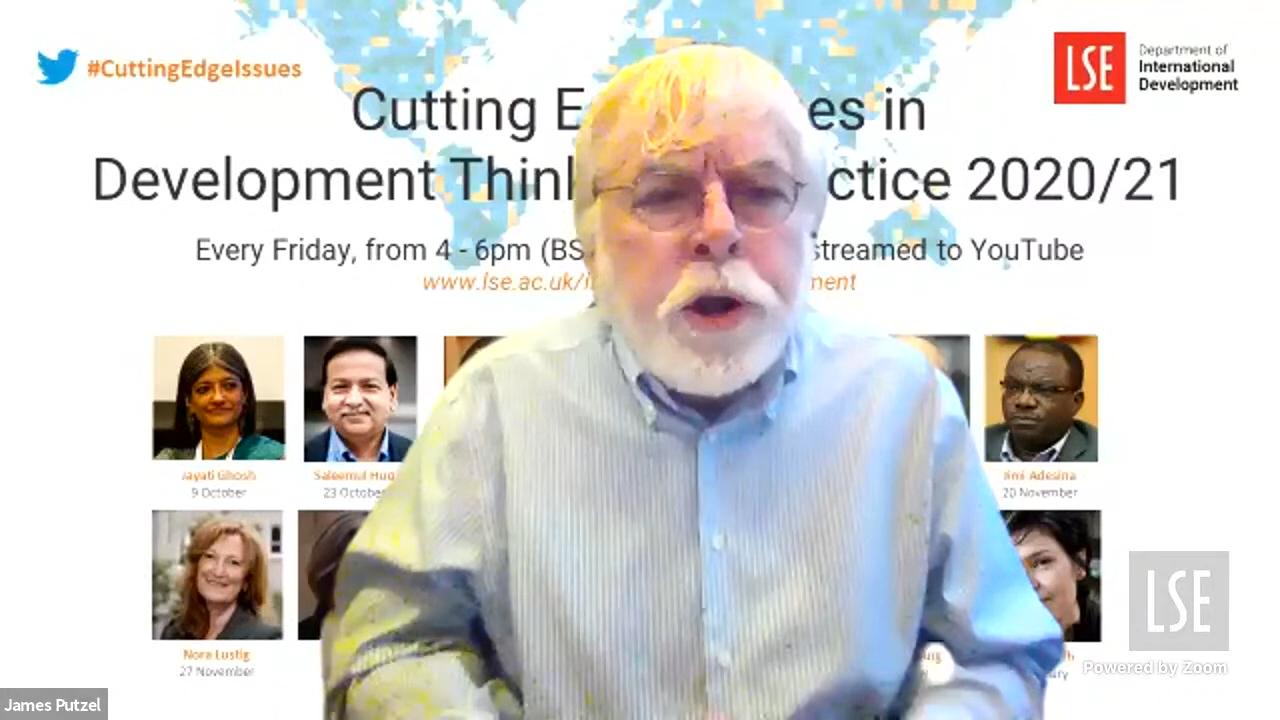 #CuttingEdgeIssues
LSE
Department of
International
Development
Cutting E es in
Development Thin ctice 2020/21
Every Friday, from 4 - 6pm (BS streamed to YouTube
www.lse.ac.uk/i ment
Jayati Ghosh
9 October
Saleemul Huq
23 October
Jimi Adesina
20 November
Nora Lustig
27 November
LSE
Powered by Zoom
James Putzel